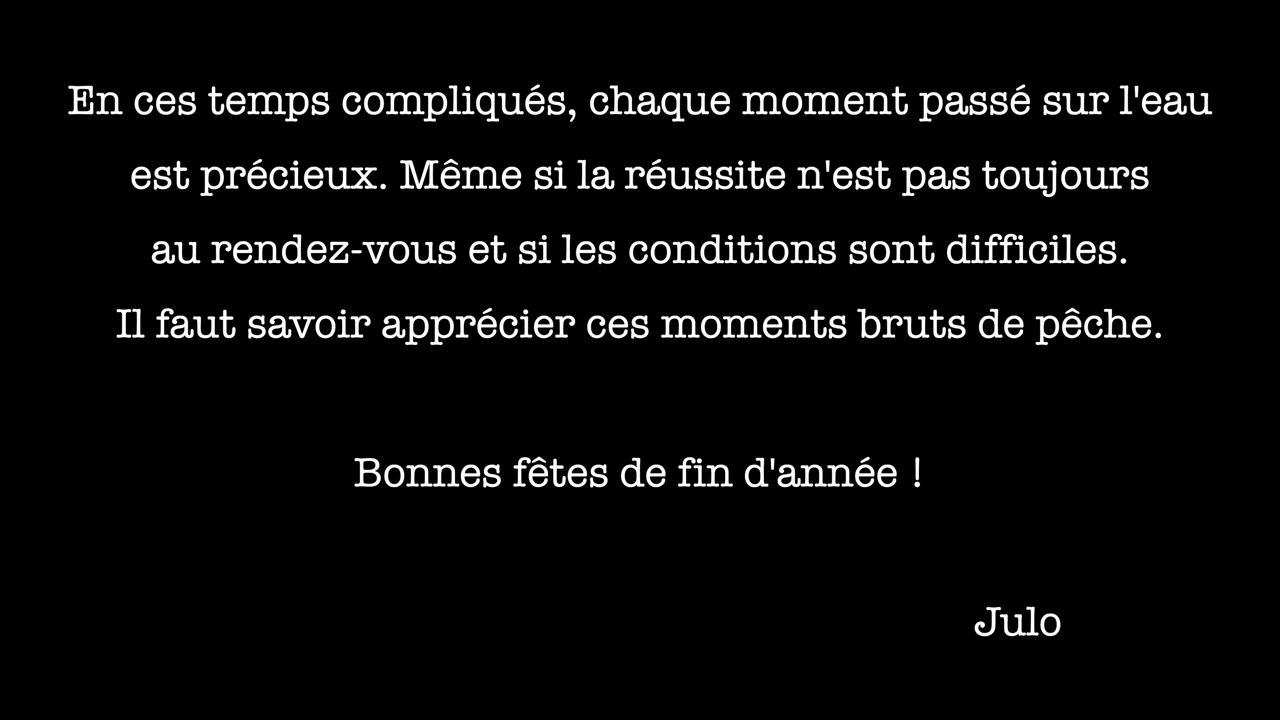 En ces temps compliqués, chaque moment passé sur l'eau
est précieux. Même si la réussite n'est pas toujours
au rendez-vous et si les conditions sont difficiles.
Il faut savoir apprécier ces moments bruts de pêche.
Bonnes fêtes de fin d'année !
Julo